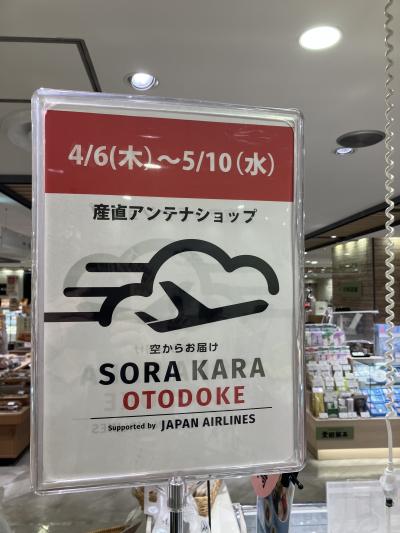 4/6(木)～5/10(水)
産直アンテナショップ
空からお届け
SORA KARA
OTODOKE
Supported by JAPAN AIRLINES